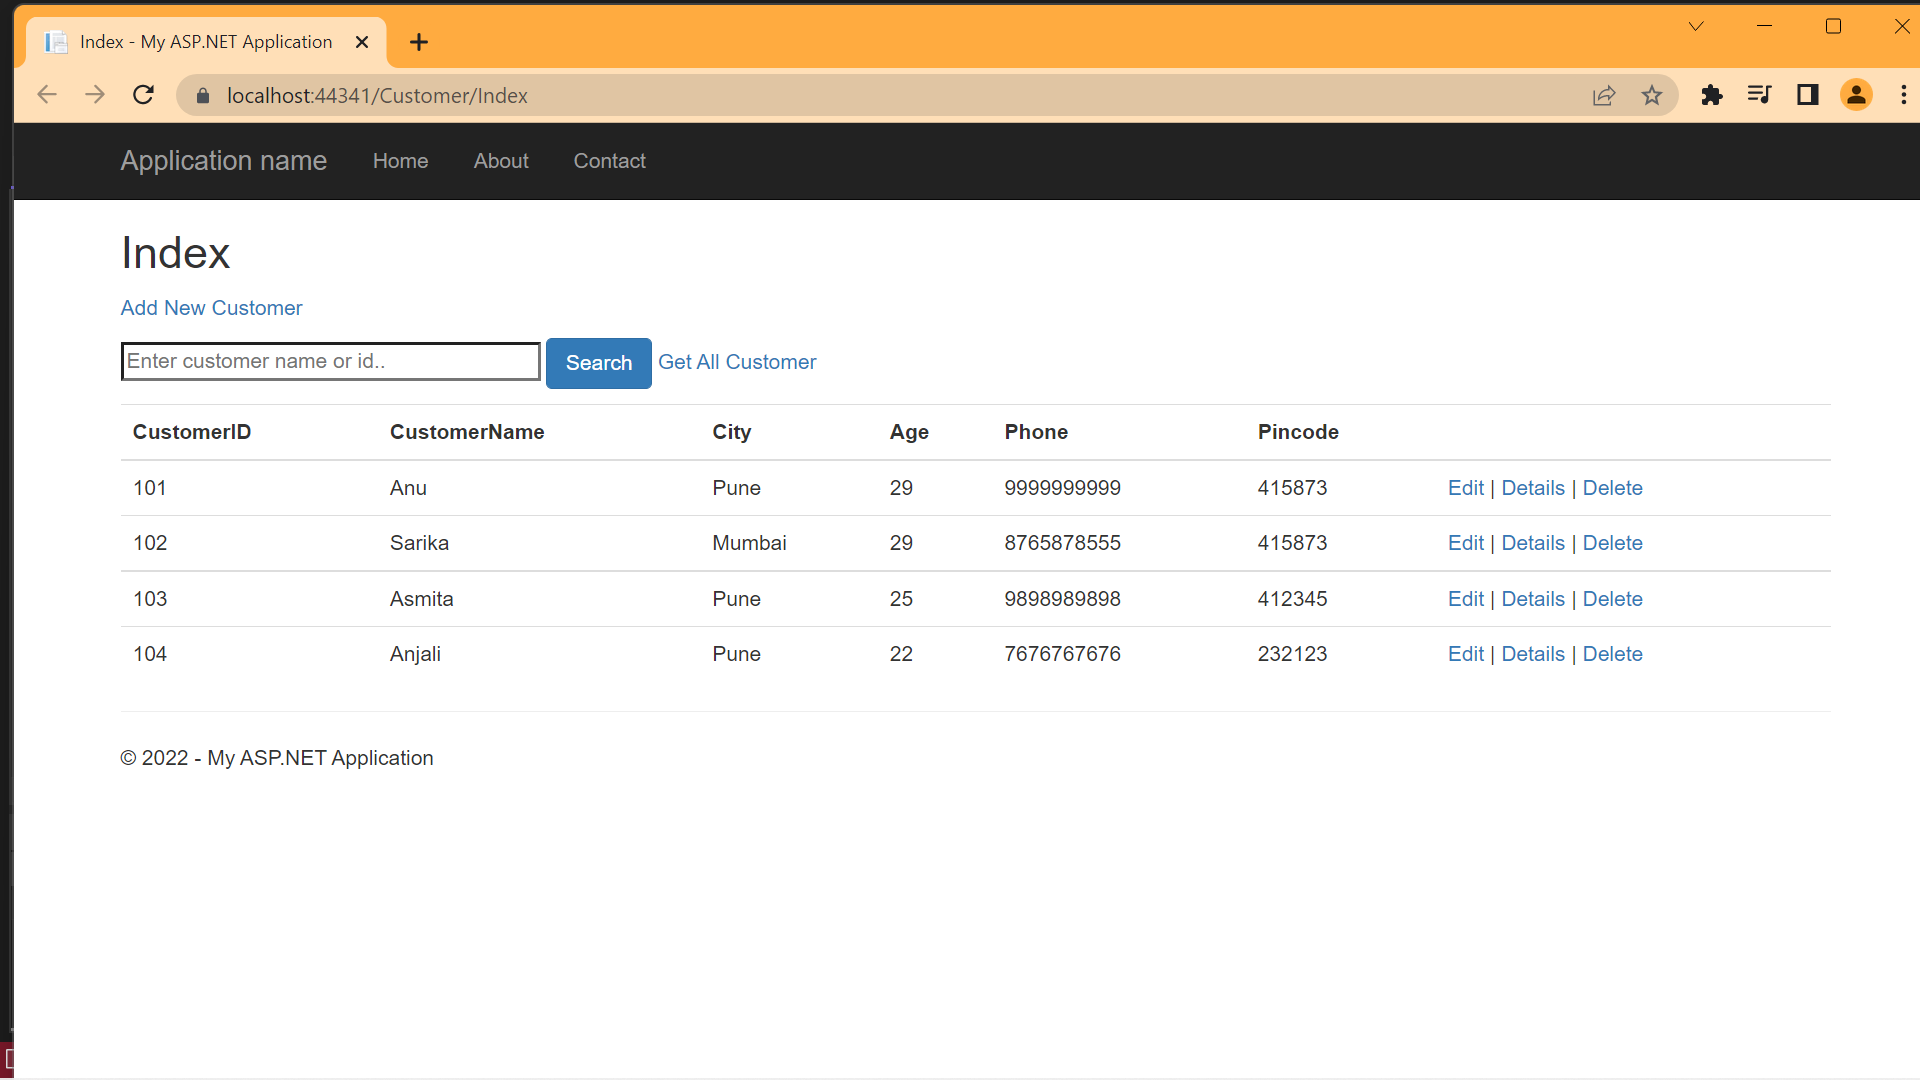 Index - My ASP.NET Application
localhost:44341/Customer/Index
Application name Home About Contact
Index
Add New Customer
Enter customer name or id.. Search Get All Customer
CustomerID CustomerName City Age Phone Pincode
101 Anu Pune 29 9999999999 415873 Edit | Details | Delete
102 Sarika Mumbai 29 8765878555 415873 Edit | Details | Delete
103 Asmita Pune 25 9898989898 412345 Edit | Details | Delete
104 Anjali Pune 22 7676767676 232123 Edit | Details | Delete
© 2022 - My ASP.NET Application